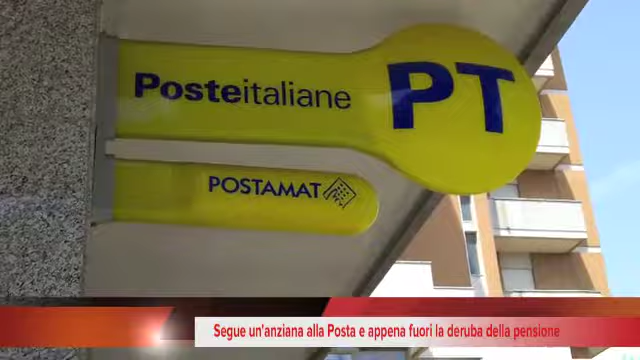 Posteitaliane
PT
POSTAMAT
Segue un'anziana alla Posta e appena fuori la deruba della pensione